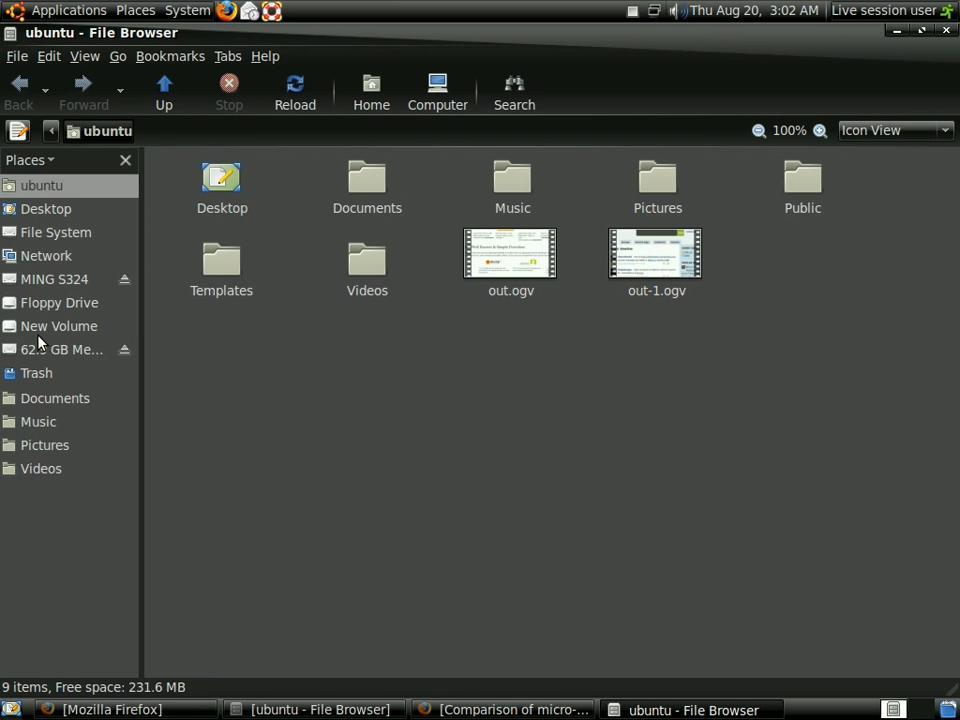 Applications Places System Thu Aug 20, 3:02 AM Live session user
ubuntu - File Browser
File Edit View Go Bookmarks Tabs Help
Back Forward Up Stop Reload Home Computer Search
ubuntu 100% Icon View
Places
ubuntu
Desktop
File System
Network
MING S324
Floppy Drive
New Volume
GB Me...
Trash
Documents
Music
Pictures
Videos
Desktop Documents Music Pictures Public
Templates Videos out.ogv out-1.ogv
9 items, Free space: 231.6 MB
[Mozilla Firefox] [ubuntu - File Browser] [Comparison of micro-... ubuntu - File Browser